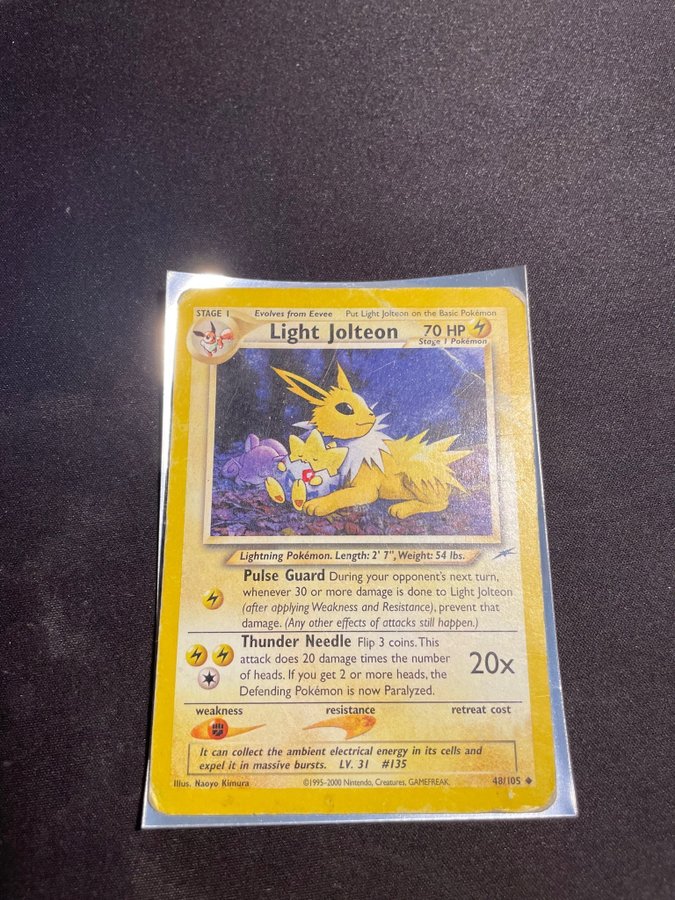 STAGE 1 Evolves from Eevee Put Light Jolteon on the Basic Pokémon
Light Jolteon 70 HP
Stage 1 Pokémon
Lightning Pokémon. Length: 2' 7", Weight: 54 lbs.
Pulse Guard During your opponent's next turn,
whenever 30 or more damage is done to Light Jolteon
(after applying Weakness and Resistance), prevent that
damage. (Any other effects of attacks still happen.)
Thunder Needle Flip 3 coins. This
attack does 20 damage times the number
of heads. If you get 2 or more heads, the
Defending Pokémon is now Paralyzed.
20x
weakness resistance retreat cost
It can collect the ambient electrical energy in its cells and
expel it in massive bursts. LV. 31 #135
Illus. Naoyo Kimura ©1995-2000 Nintendo, Creatures, GAMEFREAK. 48/105